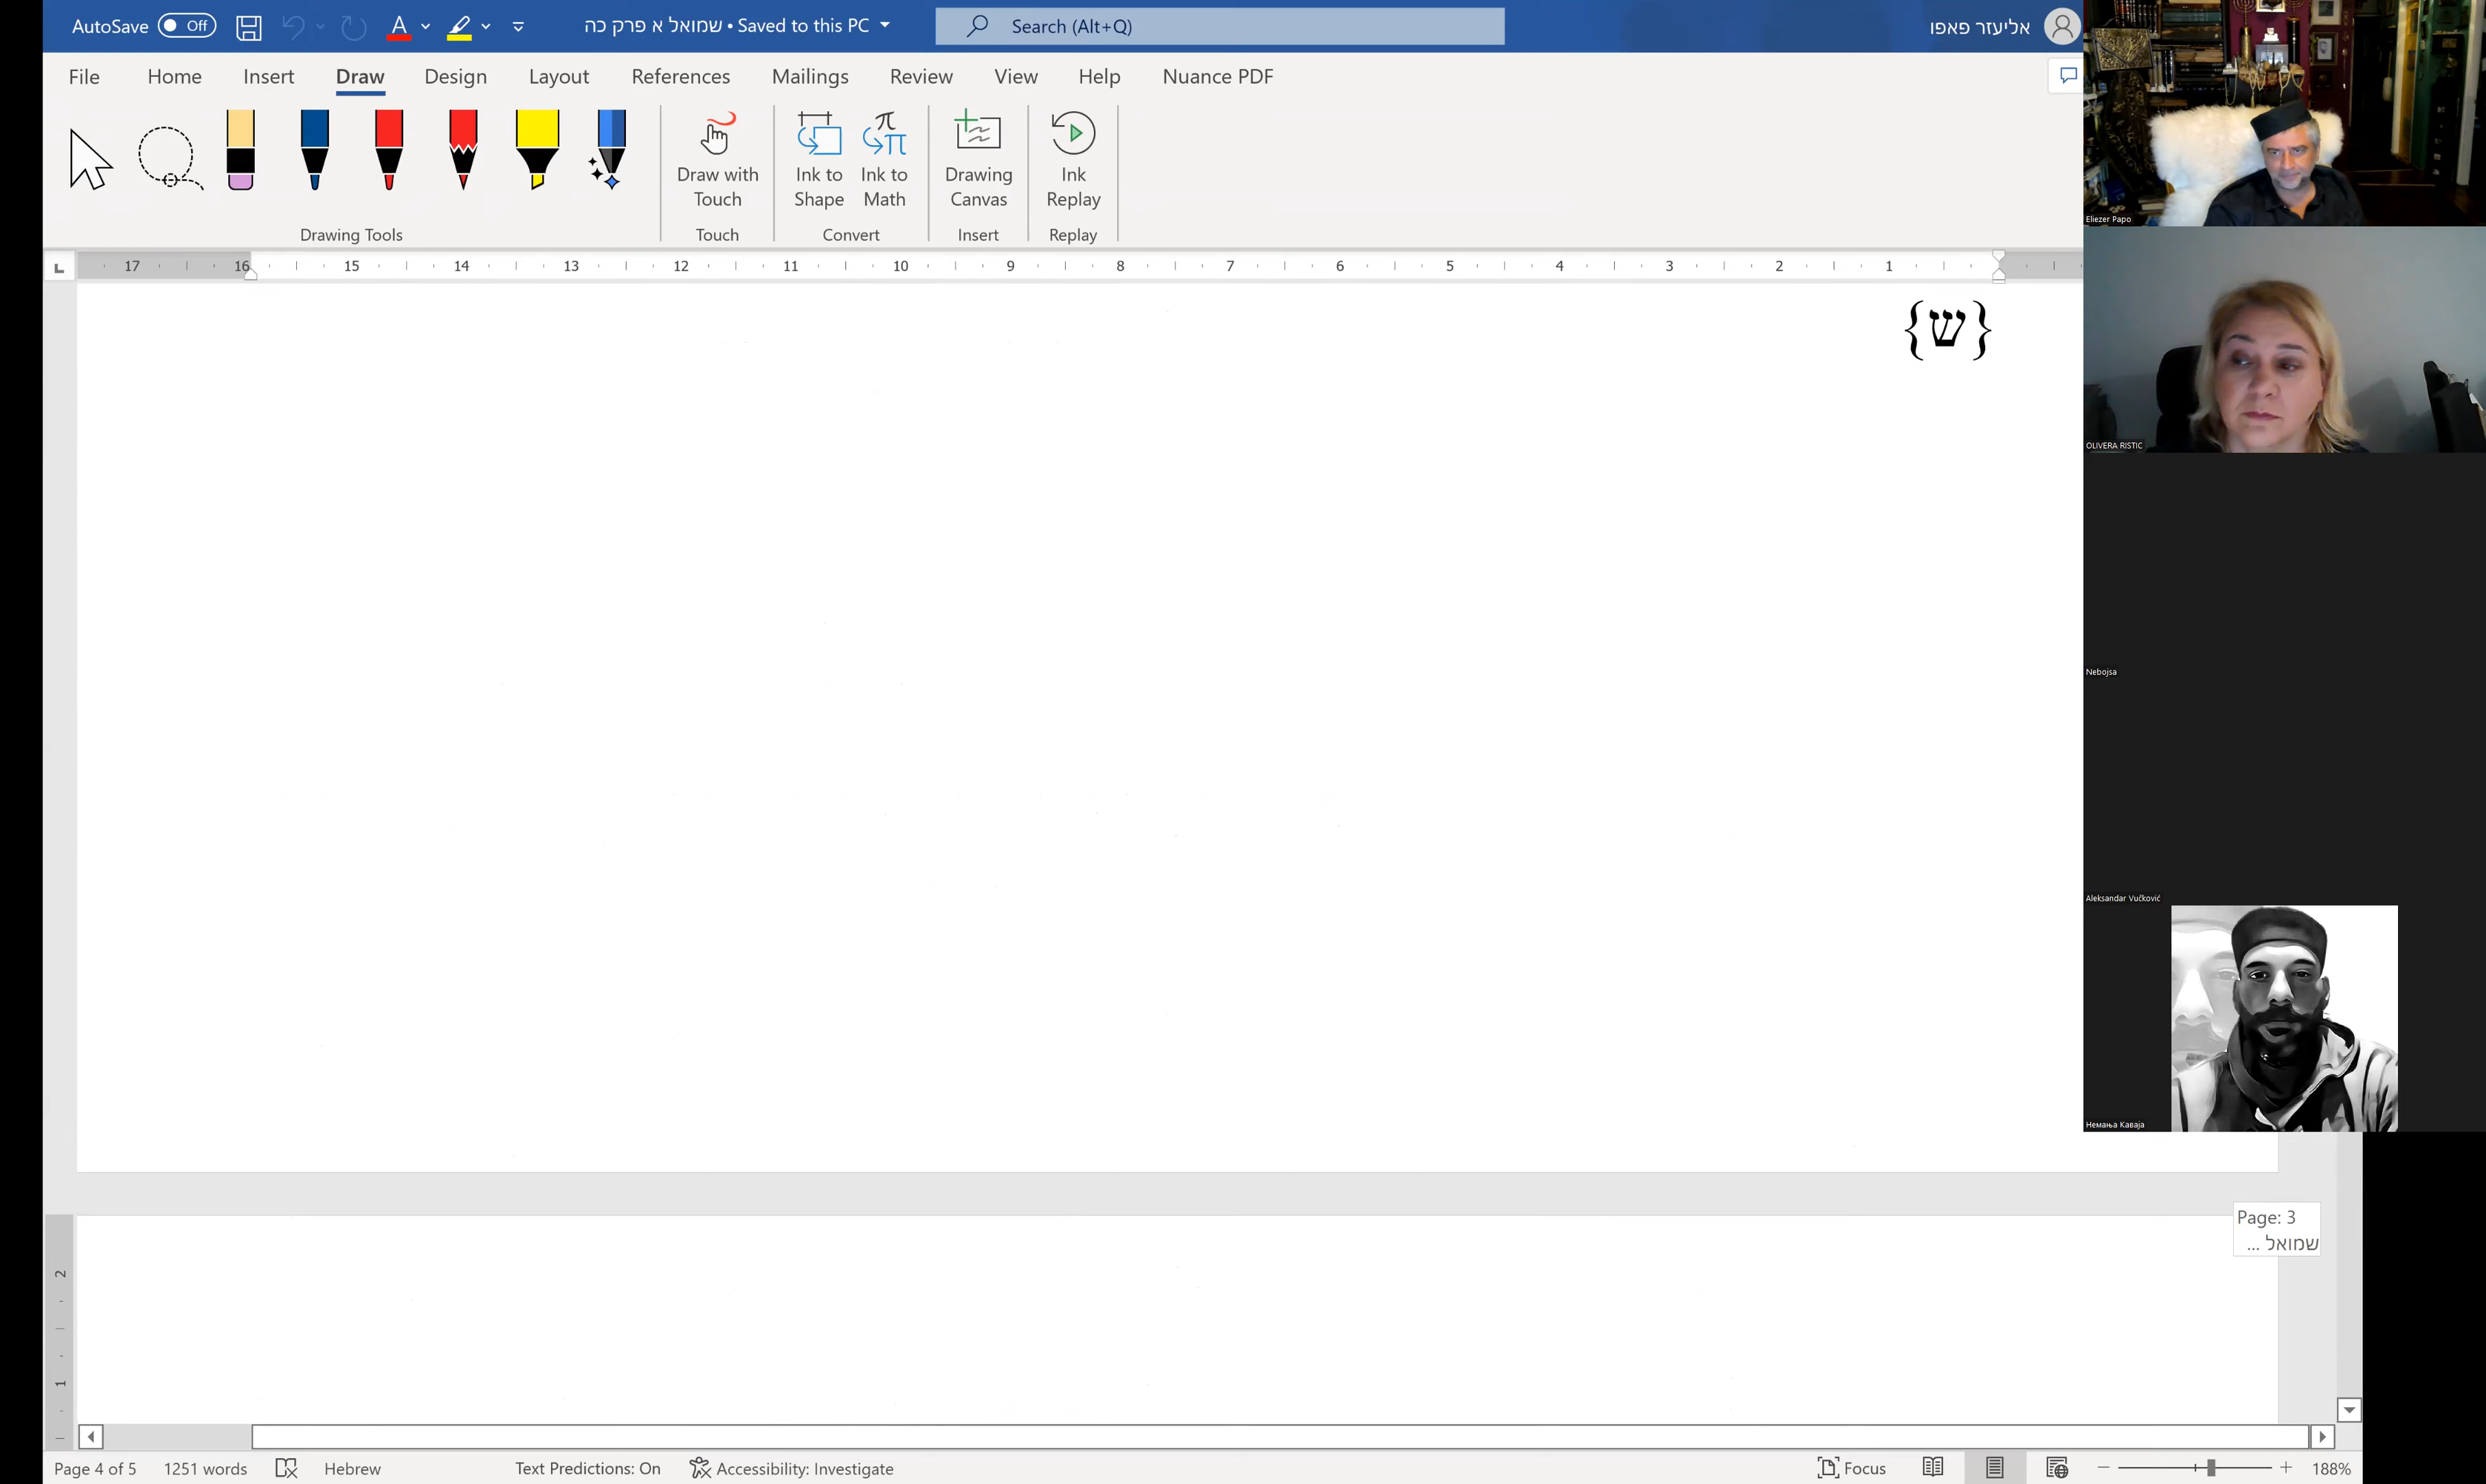 AutoSave Off
שמואל א פרק כה • Saved to this PC
Search (Alt+Q)
אליעזר פאפו
File Home Insert Draw Design Layout References Mailings Review View Help Nuance PDF
Draw with Touch
Ink to Shape
Ink to Math
Drawing Canvas
Ink Replay
Drawing Tools Touch Convert Insert Replay
17 16 15 14 13 12 11 10 9 8 7 6 5 4 3 2 1
{ש}
Eliezer Papo
OLIVERA RISTIC
Nebojsa
Aleksandar Vučković
Немања Каваја
Page: 3
שמואל ...
2
1
Page 4 of 5 1251 words Hebrew Text Predictions: On Accessibility: Investigate Focus 188%